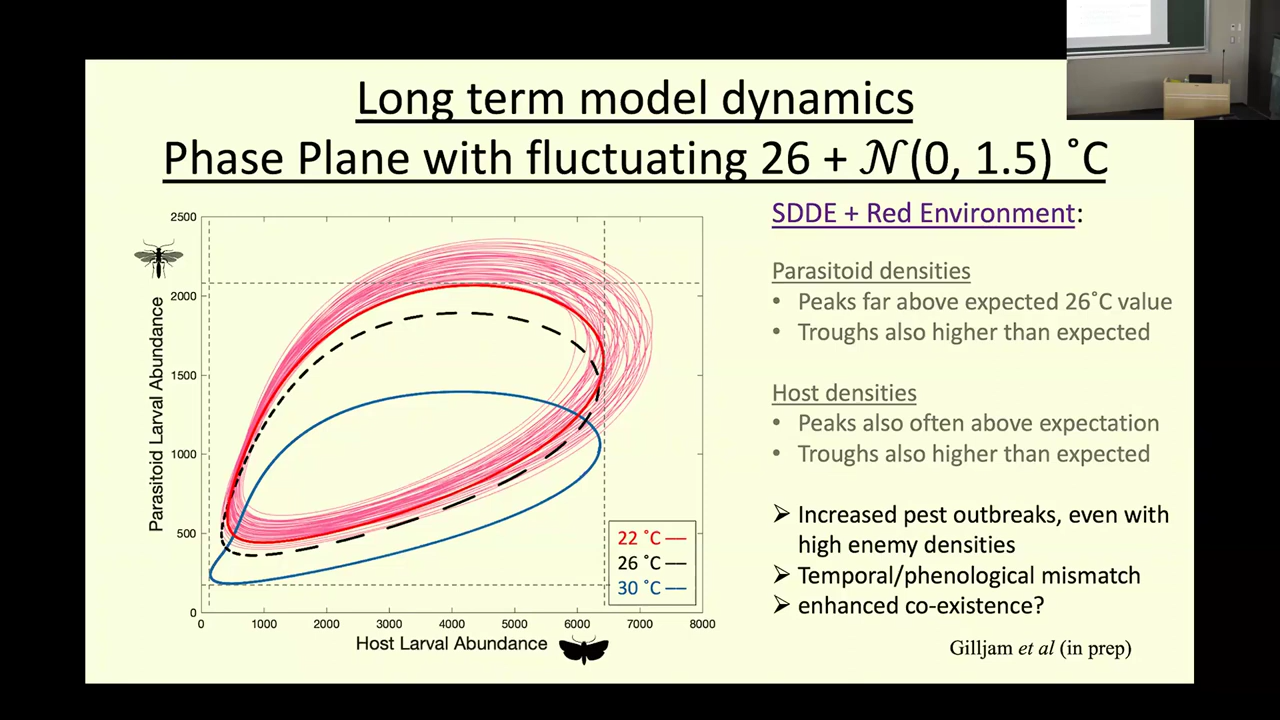 Long term model dynamics
Phase Plane with fluctuating 26 + 𝒩(0, 1.5) ˚C
SDDE + Red Environment:
Parasitoid densities
• Peaks far above expected 26˚C value
• Troughs also higher than expected
Host densities
• Peaks also often above expectation
• Troughs also higher than expected
➢ Increased pest outbreaks, even with
high enemy densities
➢ Temporal/phenological mismatch
➢ enhanced co-existence?
Gilljam et al (in prep)
Parasitoid Larval Abundance
2500
2000
1500
1000
500
0
0 1000 2000 3000 4000 5000 6000 7000 8000
Host Larval Abundance
22 ˚C —
26 ˚C —
30 ˚C —